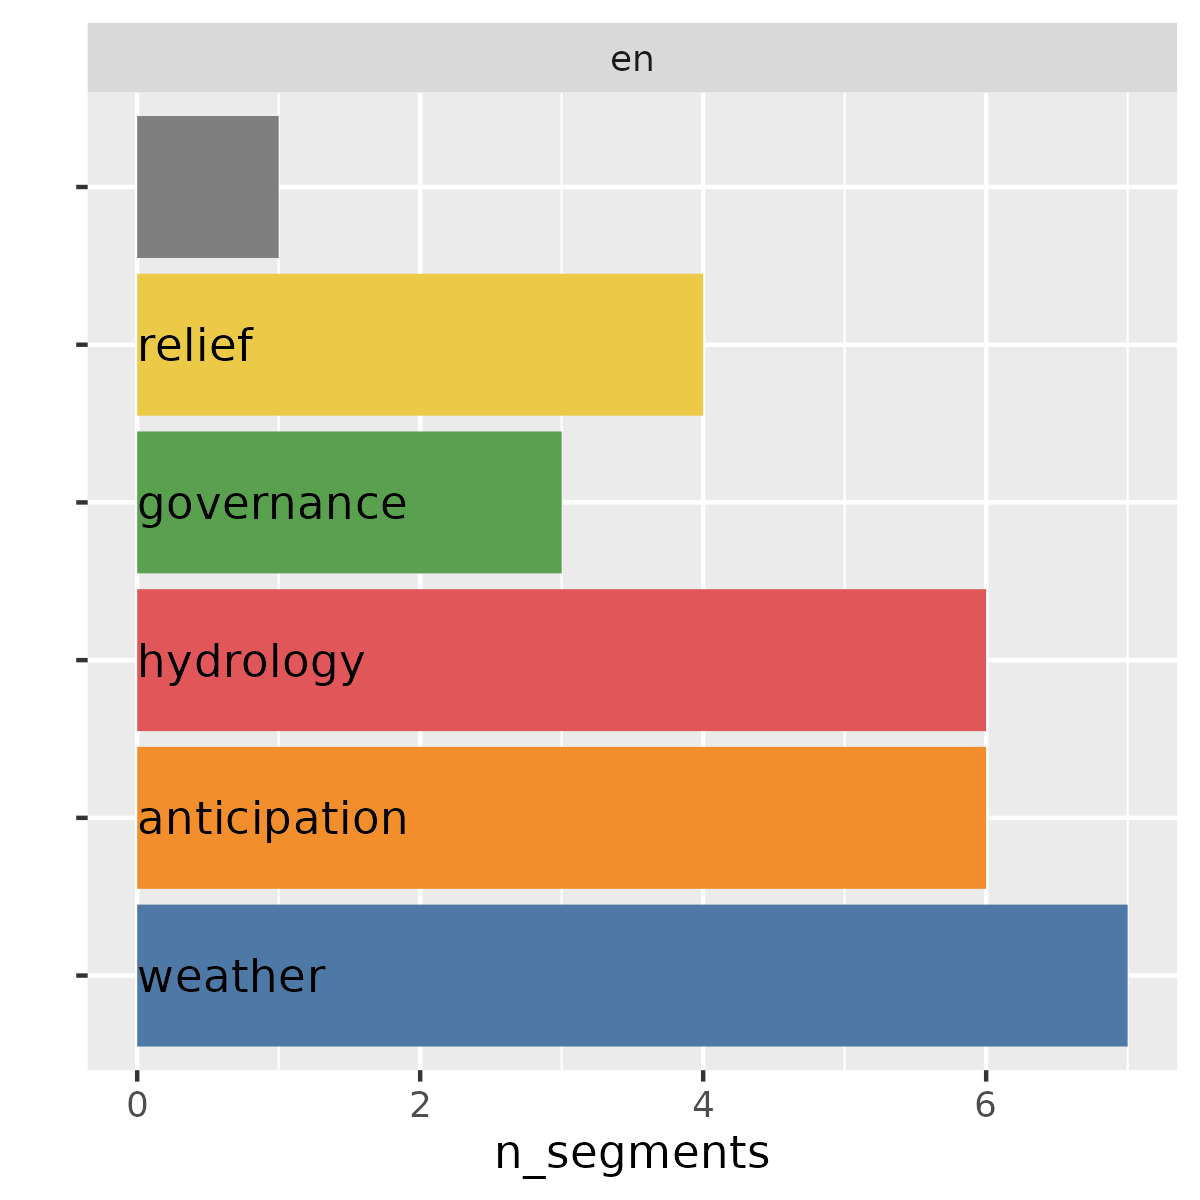 en
relief
governance
hydrology
anticipation
weather
0 2 4 6
n_segments